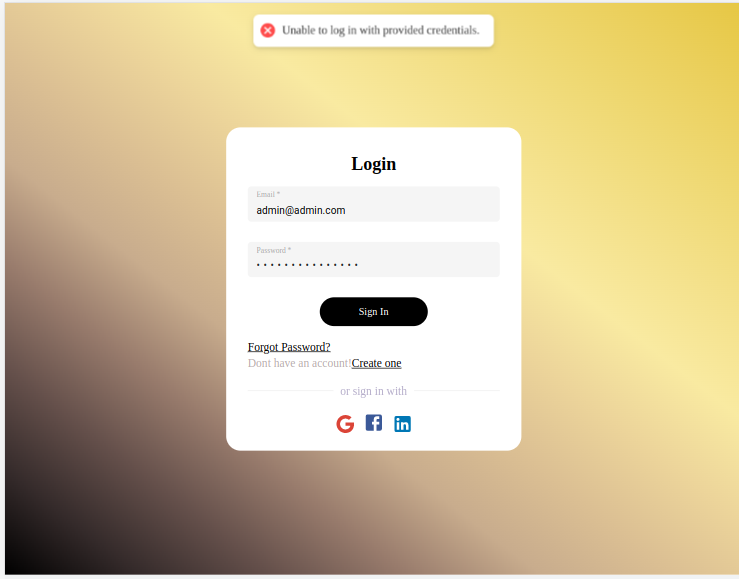 Unable to log in with provided credentials.
Login
Email *
admin@admin.com
Password *
Sign In
Forgot Password?
Dont have an account!Create one
or sign in with